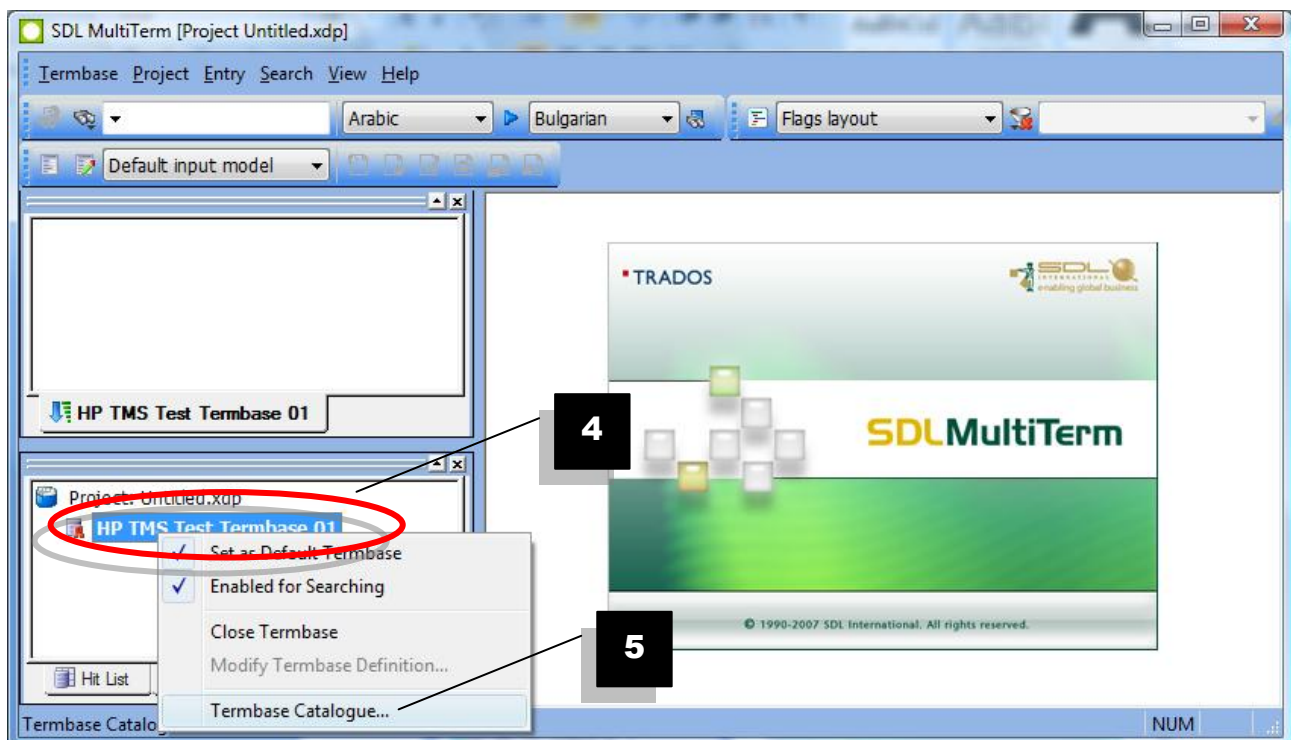 SDL MultiTerm [Project Untitled.xdp]
Termbase Project Entry Search View Help
Arabic Bulgarian Flags layout
Default input model
TRADOS
SDL
INTERNATIONAL
enabling global business
HP TMS Test Termbase 01
4
SDL MultiTerm
Project: Untitled.xdp
HP TMS Test Termbase 01
Set as Default Termbase
Enabled for Searching
Close Termbase
© 1990-2007 SDL International. All rights reserved.
5
Modify Termbase Definition...
Hit List
Termbase Catalogue...
Termbase Catalo
NUM